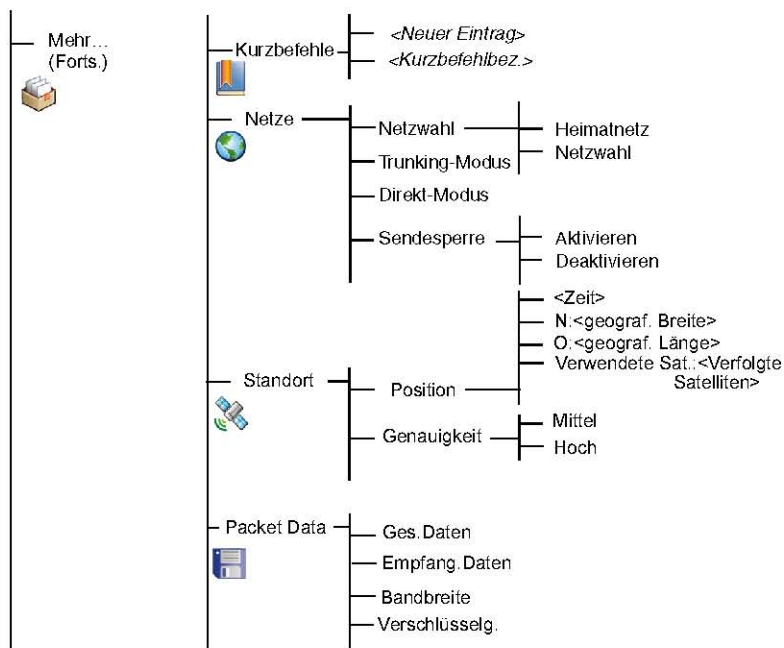 Mehr...
(Forts.)
Kurzbefehle
<Neuer Eintrag>
<Kurzbefehlbez.>
Netze
Netzwahl
Heimatnetz
Netzwahl
Trunking-Modus
Direkt-Modus
Sendesperre
Aktivieren
Deaktivieren
Standort
Position
<Zeit>
N:<geograf. Breite>
O:<geograf. Länge>
Verwendete Sat.:<Verfolgte
Satelliten>
Genauigkeit
Mittel
Hoch
Packet Data
Ges.Daten
Empfang.Daten
Bandbreite
Verschlüsselg.